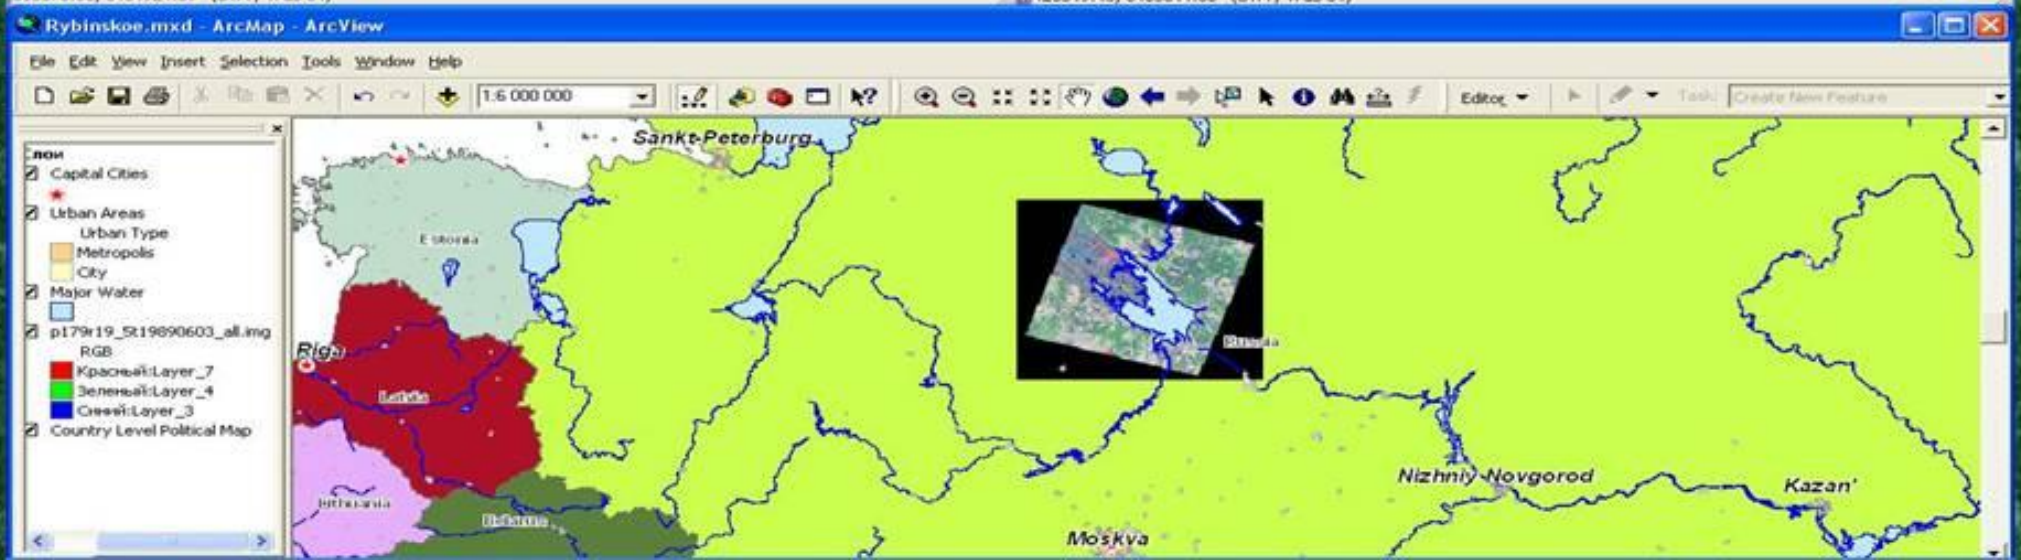 Rybinskoe.mxd - ArcMap - ArcView
File Edit View Insert Selection Tools Window Help
1:6 000 000
Editor
Task: Create New Feature
слои
Capital Cities
Urban Areas
Urban Type
Metropolis
City
Major Water
p179r19_5t19890603_all.img
RGB
Красный:Layer_7
Зеленый:Layer_4
Синий:Layer_3
Country Level Political Map
Sankt-Peterburg
Estonia
Riga
Latvia
Lithuania
Belarus
Russia
Nizhniy-Novgorod
Kazan'
Moskva